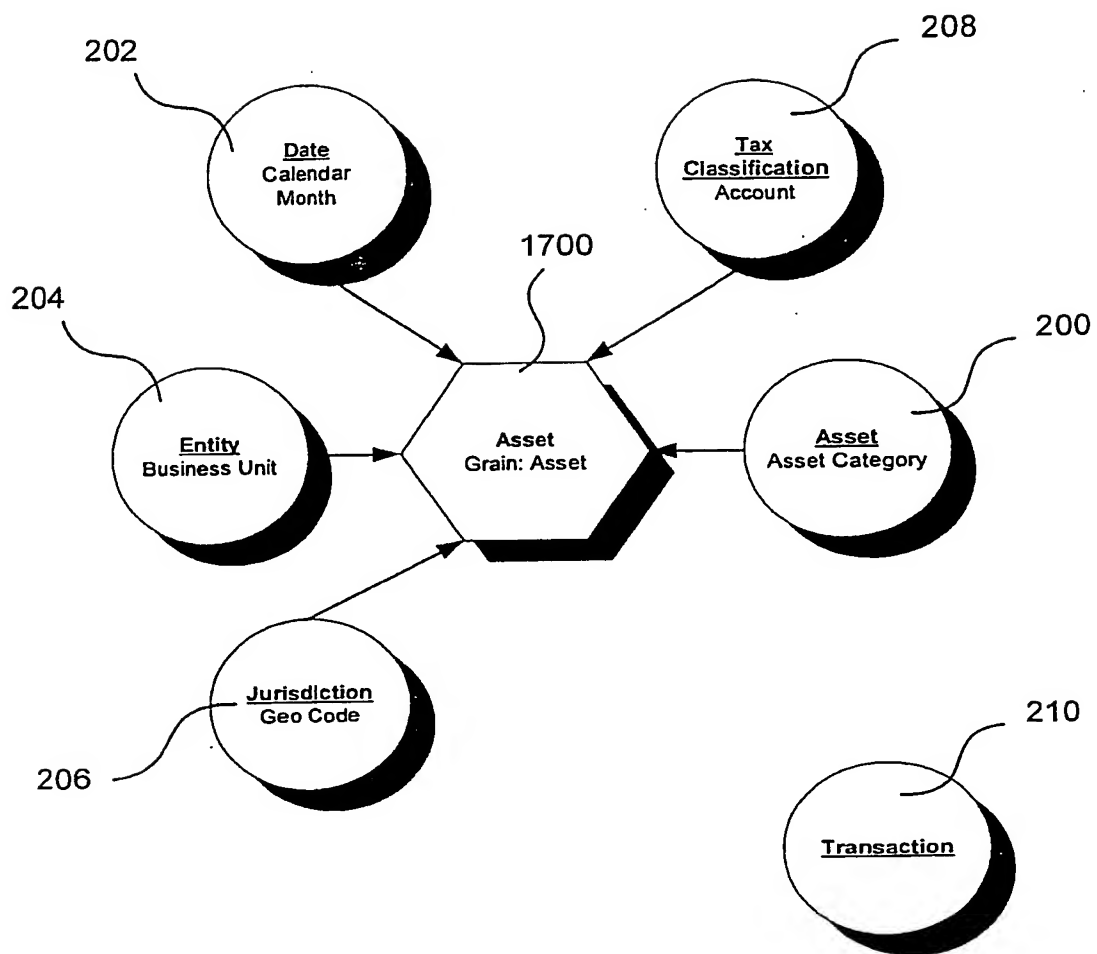 202
208
Date
Calendar
Month
Tax
Classification
Account
1700
204
200
Entity
Business Unit
Asset
Grain: Asset
Asset
Asset Category
Jurisdiction
Geo Code
206
210
Transaction